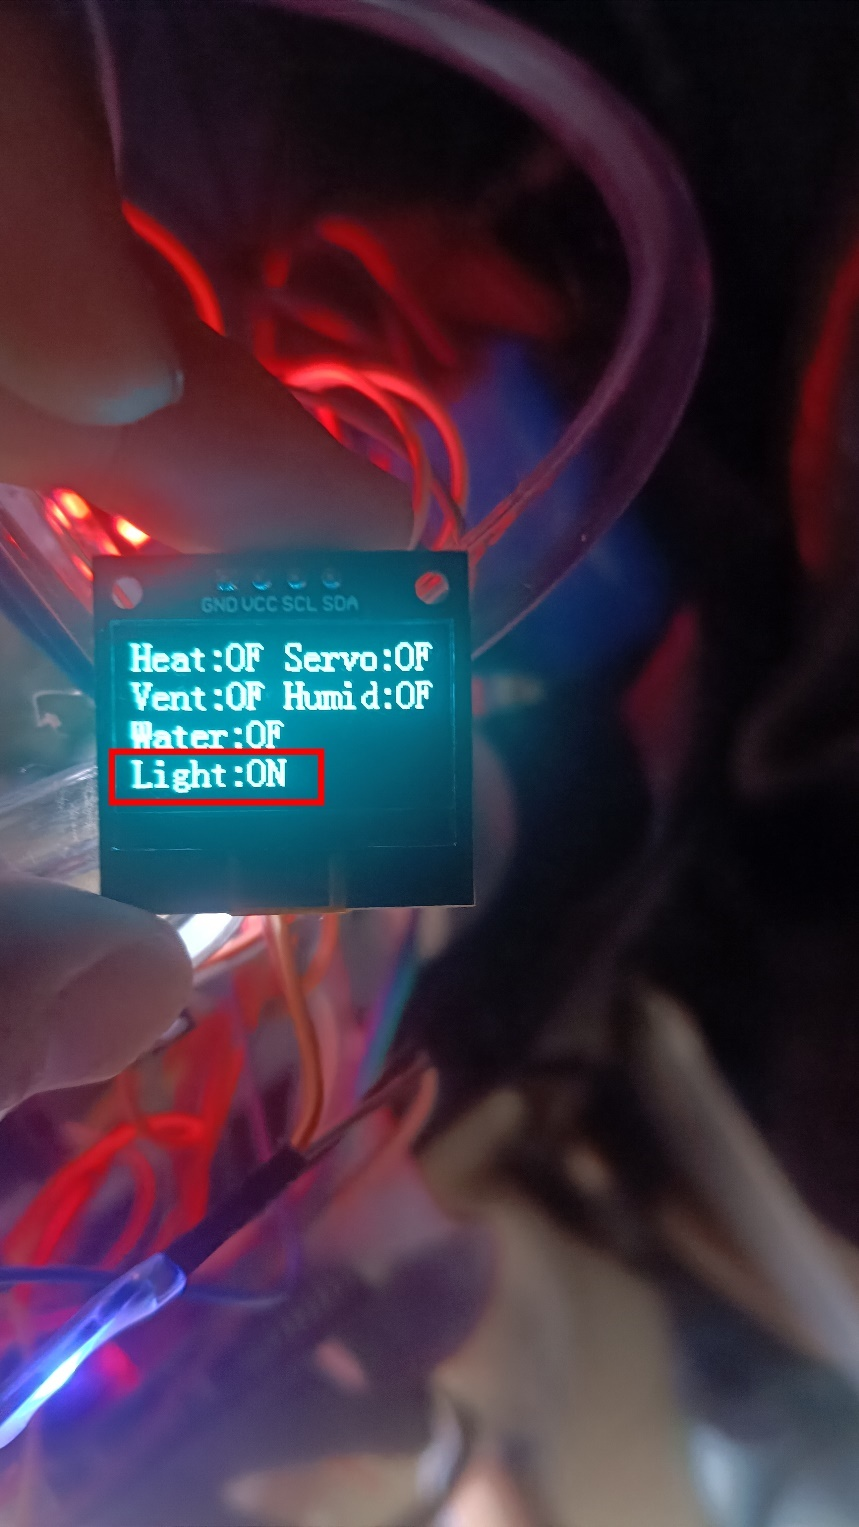 GND VCC SCL SDA
Heat:OF Servo:OF
Vent:OF Humid:OF
Water:OF
Light:ON